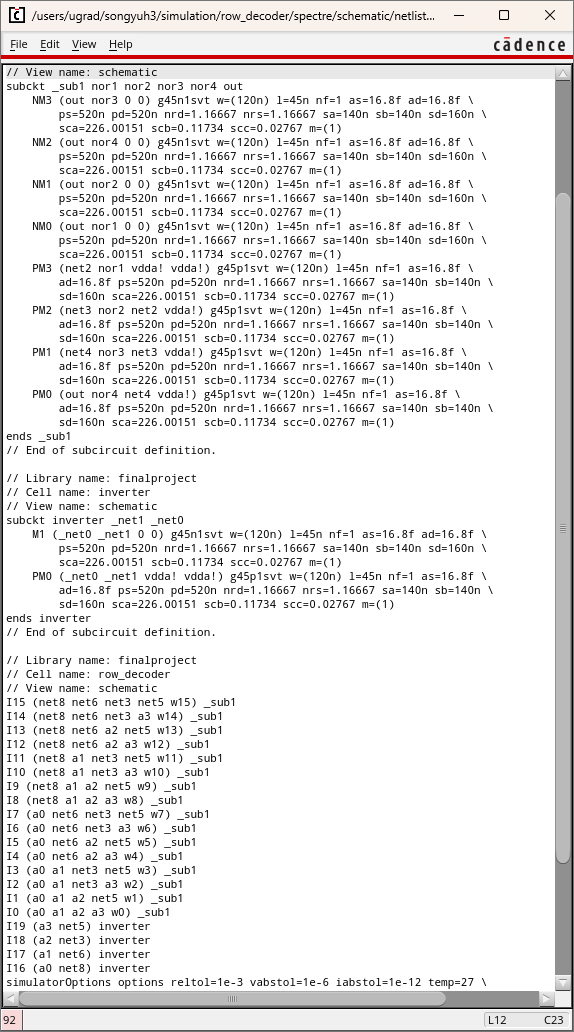 /users/ugrad/songyuh3/simulation/row_decoder/spectre/schematic/netlist...
File Edit View Help
cādence
// View name: schematic
subckt _sub1 nor1 nor2 nor3 nor4 out
    NM3 (out nor3 0 0) g45n1svt w=(120n) l=45n nf=1 as=16.8f ad=16.8f \
        ps=520n pd=520n nrd=1.16667 nrs=1.16667 sa=140n sb=140n sd=160n \
        sca=226.00151 scb=0.11734 scc=0.02767 m=(1)
    NM2 (out nor4 0 0) g45n1svt w=(120n) l=45n nf=1 as=16.8f ad=16.8f \
        ps=520n pd=520n nrd=1.16667 nrs=1.16667 sa=140n sb=140n sd=160n \
        sca=226.00151 scb=0.11734 scc=0.02767 m=(1)
    NM1 (out nor2 0 0) g45n1svt w=(120n) l=45n nf=1 as=16.8f ad=16.8f \
        ps=520n pd=520n nrd=1.16667 nrs=1.16667 sa=140n sb=140n sd=160n \
        sca=226.00151 scb=0.11734 scc=0.02767 m=(1)
    NM0 (out nor1 0 0) g45n1svt w=(120n) l=45n nf=1 as=16.8f ad=16.8f \
        ps=520n pd=520n nrd=1.16667 nrs=1.16667 sa=140n sb=140n sd=160n \
        sca=226.00151 scb=0.11734 scc=0.02767 m=(1)
    PM3 (net2 nor1 vdda! vdda!) g45p1svt w=(120n) l=45n nf=1 as=16.8f \
        ad=16.8f ps=520n pd=520n nrd=1.16667 nrs=1.16667 sa=140n sb=140n \
        sd=160n sca=226.00151 scb=0.11734 scc=0.02767 m=(1)
    PM2 (net3 nor2 net2 vdda!) g45p1svt w=(120n) l=45n nf=1 as=16.8f \
        ad=16.8f ps=520n pd=520n nrd=1.16667 nrs=1.16667 sa=140n sb=140n \
        sd=160n sca=226.00151 scb=0.11734 scc=0.02767 m=(1)
    PM1 (net4 nor3 net3 vdda!) g45p1svt w=(120n) l=45n nf=1 as=16.8f \
        ad=16.8f ps=520n pd=520n nrd=1.16667 nrs=1.16667 sa=140n sb=140n \
        sd=160n sca=226.00151 scb=0.11734 scc=0.02767 m=(1)
    PM0 (out nor4 net4 vdda!) g45p1svt w=(120n) l=45n nf=1 as=16.8f \
        ad=16.8f ps=520n pd=520n nrd=1.16667 nrs=1.16667 sa=140n sb=140n \
        sd=160n sca=226.00151 scb=0.11734 scc=0.02767 m=(1)
ends _sub1
// End of subcircuit definition.

// Library name: finalproject
// Cell name: inverter
// View name: schematic
subckt inverter _net1 _net0
    M1 (_net0 _net1 0 0) g45n1svt w=(120n) l=45n nf=1 as=16.8f ad=16.8f \
        ps=520n pd=520n nrd=1.16667 nrs=1.16667 sa=140n sb=140n sd=160n \
        sca=226.00151 scb=0.11734 scc=0.02767 m=(1)
    PM0 (_net0 _net1 vdda! vdda!) g45p1svt w=(120n) l=45n nf=1 as=16.8f \
        ad=16.8f ps=520n pd=520n nrd=1.16667 nrs=1.16667 sa=140n sb=140n \
        sd=160n sca=226.00151 scb=0.11734 scc=0.02767 m=(1)
ends inverter
// End of subcircuit definition.

// Library name: finalproject
// Cell name: row_decoder
// View name: schematic
I15 (net8 net6 net3 net5 w15) _sub1
I14 (net8 net6 net3 a3 w14) _sub1
I13 (net8 net6 a2 net5 w13) _sub1
I12 (net8 net6 a2 a3 w12) _sub1
I11 (net8 a1 net3 net5 w11) _sub1
I10 (net8 a1 net3 a3 w10) _sub1
I9 (net8 a1 a2 net5 w9) _sub1
I8 (net8 a1 a2 a3 w8) _sub1
I7 (a0 net6 net3 net5 w7) _sub1
I6 (a0 net6 net3 a3 w6) _sub1
I5 (a0 net6 a2 net5 w5) _sub1
I4 (a0 net6 a2 a3 w4) _sub1
I3 (a0 a1 net3 net5 w3) _sub1
I2 (a0 a1 net3 a3 w2) _sub1
I1 (a0 a1 a2 net5 w1) _sub1
I0 (a0 a1 a2 a3 w0) _sub1
I19 (a3 net5) inverter
I18 (a2 net3) inverter
I17 (a1 net6) inverter
I16 (a0 net8) inverter
simulatorOptions options reltol=1e-3 vabstol=1e-6 iabstol=1e-12 temp=27 \
92 L12 C23